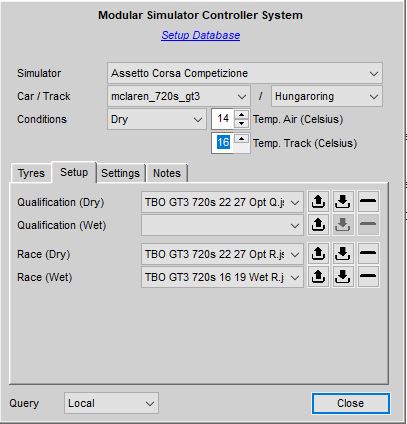 Modular Simulator Controller System
Setup Database
Simulator Assetto Corsa Competizione
Car / Track mclaren_720s_gt3 / Hungaroring
Conditions Dry 14 Temp. Air (Celsius)
16 Temp. Track (Celsius)
Tyres Setup Settings Notes
Qualification (Dry) TBO GT3 720s 22 27 Opt Q.js
Qualification (Wet)
Race (Dry) TBO GT3 720s 22 27 Opt R.js
Race (Wet) TBO GT3 720s 16 19 Wet R.j
Query Local Close